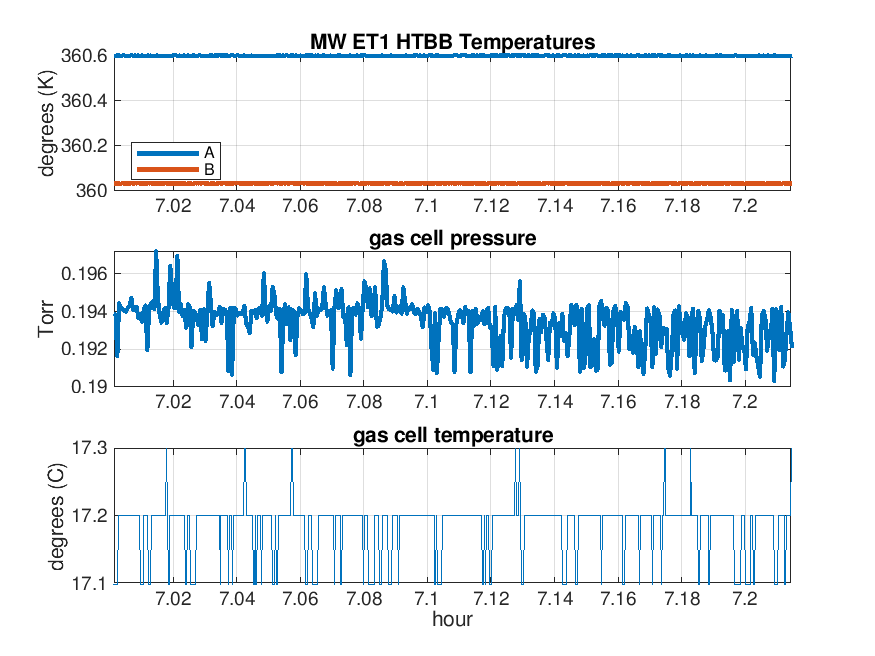 MW ET1 HTBB Temperatures
degrees (K)
360.6
360.4
360.2
360
A
B
7.02 7.04 7.06 7.08 7.1 7.12 7.14 7.16 7.18 7.2
gas cell pressure
Torr
0.196
0.194
0.192
0.19
7.02 7.04 7.06 7.08 7.1 7.12 7.14 7.16 7.18 7.2
gas cell temperature
degrees (C)
17.3
17.2
17.1
7.02 7.04 7.06 7.08 7.1 7.12 7.14 7.16 7.18 7.2
hour